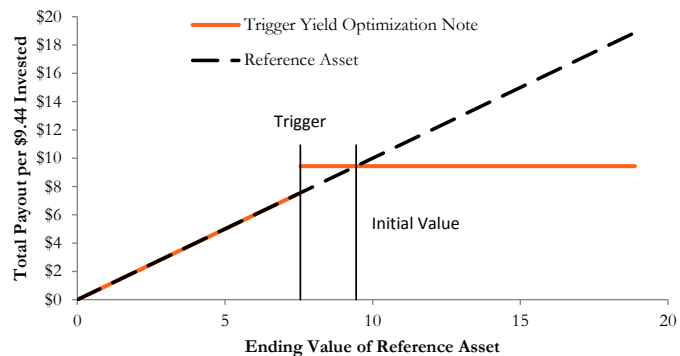 Total Payout per $9.44 Invested
$20
$18
$16
$14
$12
$10
$8
$6
$4
$2
$0
Trigger Yield Optimization Note
Reference Asset
Trigger
Initial Value
0
5
10
15
20
Ending Value of Reference Asset